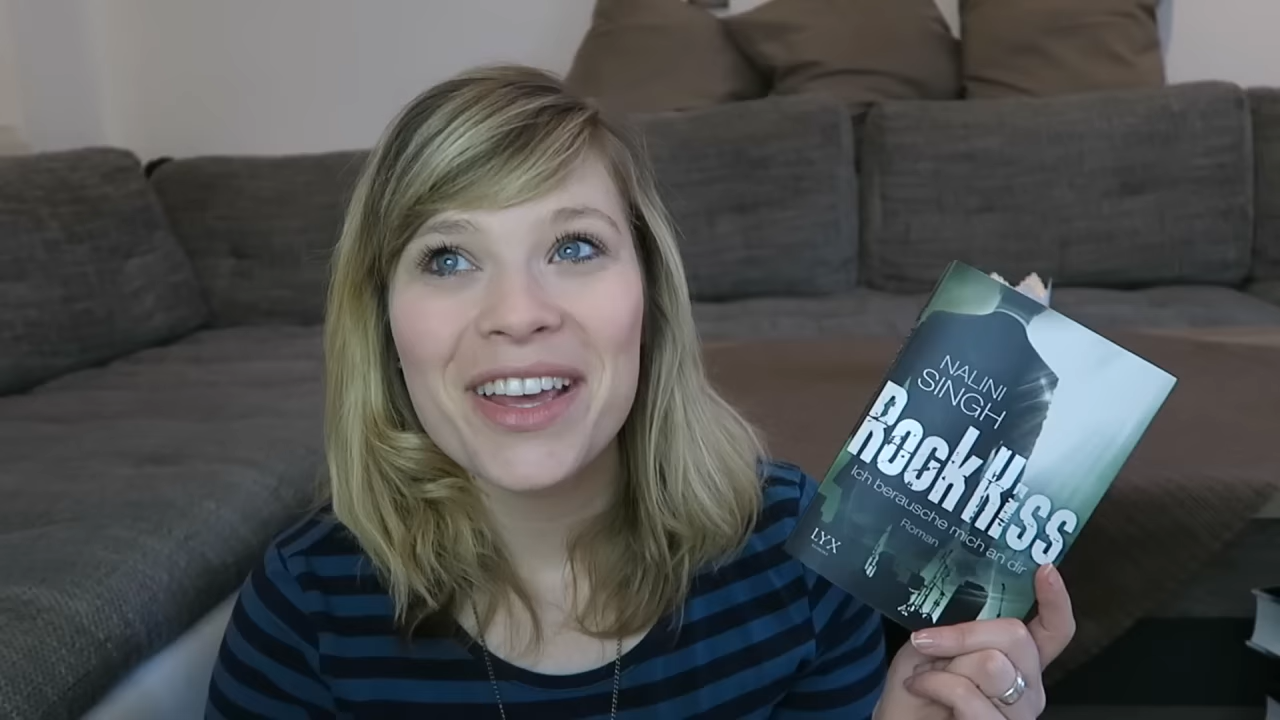 NALINI
SINGH
Rock Kiss
Ich berausche mich an dir
Roman
LYX